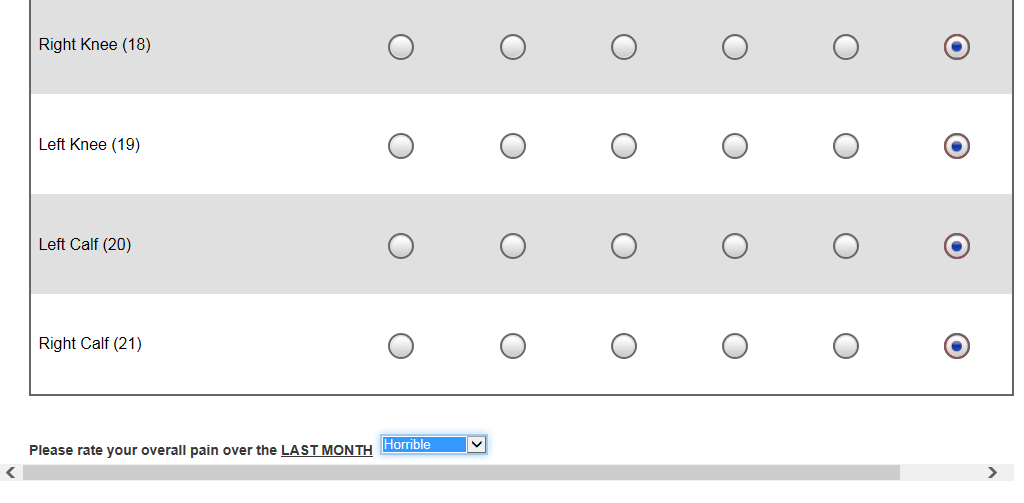 Right Knee (18)
Left Knee (19)
Left Calf (20)
Right Calf (21)
Please rate your overall pain over the LAST MONTH Horrible